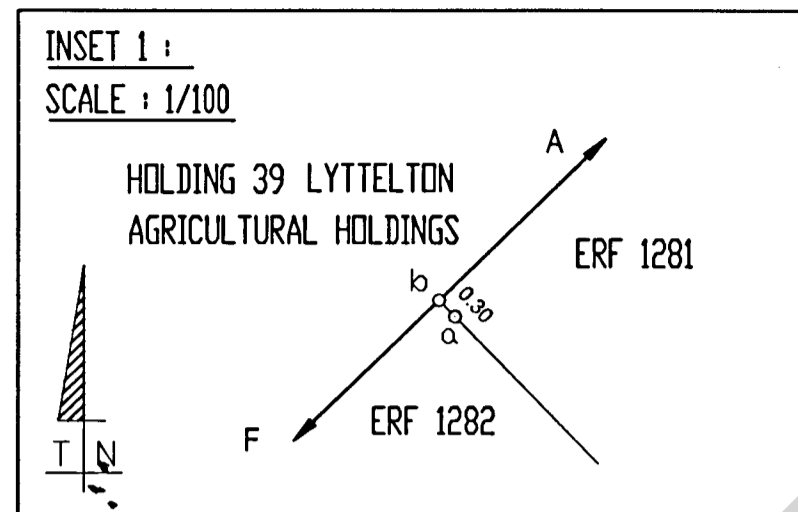 INSET 1 :
SCALE : 1/100
A
HOLDING 39 LYTTELTON
AGRICULTURAL HOLDINGS
ERF 1281
b
0.30
a
ERF 1282
F
T N